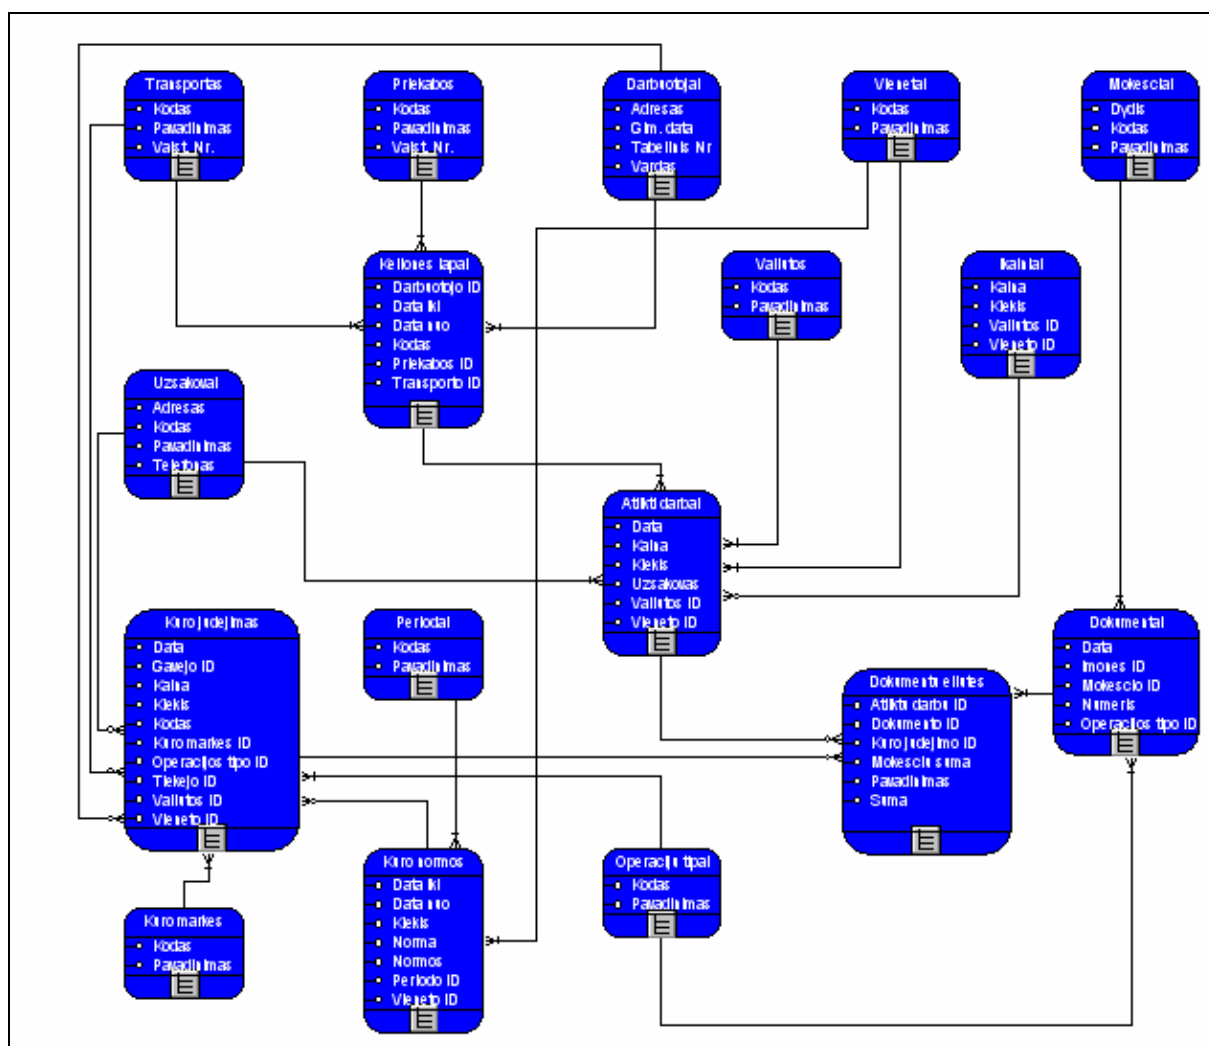 Transportas
Kodas
Pavadinimas
Valst. Nr.
Priekabos
Kodas
Pavadinimas
Valst. Nr.
Darbuotojai
Adresas
Gim. data
Tabelinis Nr
Vardas
Vienetai
Kodas
Pavadinimas
Mokesciai
Dydis
Kodas
Pavadinimas
Keliones lapai
Darbuotojo ID
Data iki
Data nuo
Kodas
Priekabos ID
Transporto ID
Valiutos
Kodas
Pavadinimas
Ikainiai
Kaina
Kiekis
Valiutos ID
Vieneto ID
Uzsakovai
Adresas
Kodas
Pavadinimas
Telefonas
Atlikti darbai
Data
Kaina
Kiekis
Uzsakovas
Valiutos ID
Vieneto ID
Kuro judejimas
Data
Gavejo ID
Kaina
Kiekis
Kodas
Kuro markes ID
Operacijos tipo ID
Tiekejo ID
Valiutos ID
Vieneto ID
Periodai
Kodas
Pavadinimas
Dokumentai
Data
Imones ID
Mokescio ID
Numeris
Operacijos tipo ID
Dokumentu eilutes
Atliktu darbu ID
Dokumento ID
Kuro judejimo ID
Mokesciu suma
Pavadinimas
Suma
Kuro markes
Kodas
Pavadinimas
Kuro normos
Data iki
Data nuo
Kiekis
Norma
Normos
Periodo ID
Vieneto ID
Operaciju tipai
Kodas
Pavadinimas